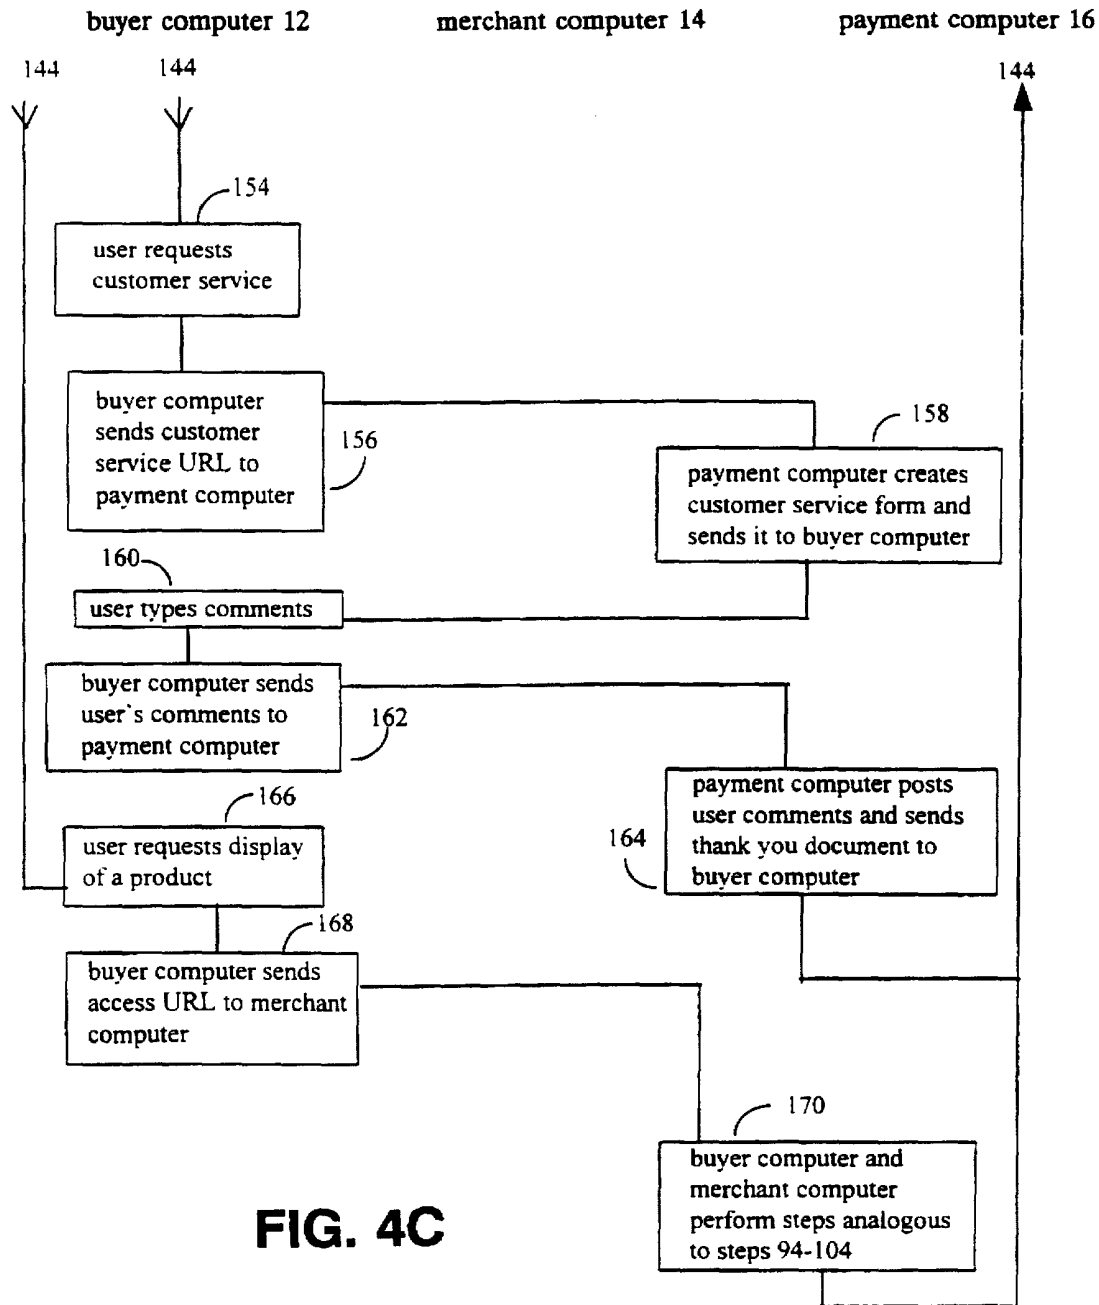 buyer computer 12
merchant computer 14
payment computer 16
144
144
144
154
user requests
customer service
buyer computer
sends customer
service URL to
payment computer
156
158
payment computer creates
customer service form and
sends it to buyer computer
160
user types comments
buyer computer sends
user's comments to
payment computer
162
payment computer posts
user comments and sends
thank you document to
buyer computer
164
166
user requests display
of a product
168
buyer computer sends
access URL to merchant
computer
170
buyer computer and
merchant computer
perform steps analogous
to steps 94-104
FIG. 4C